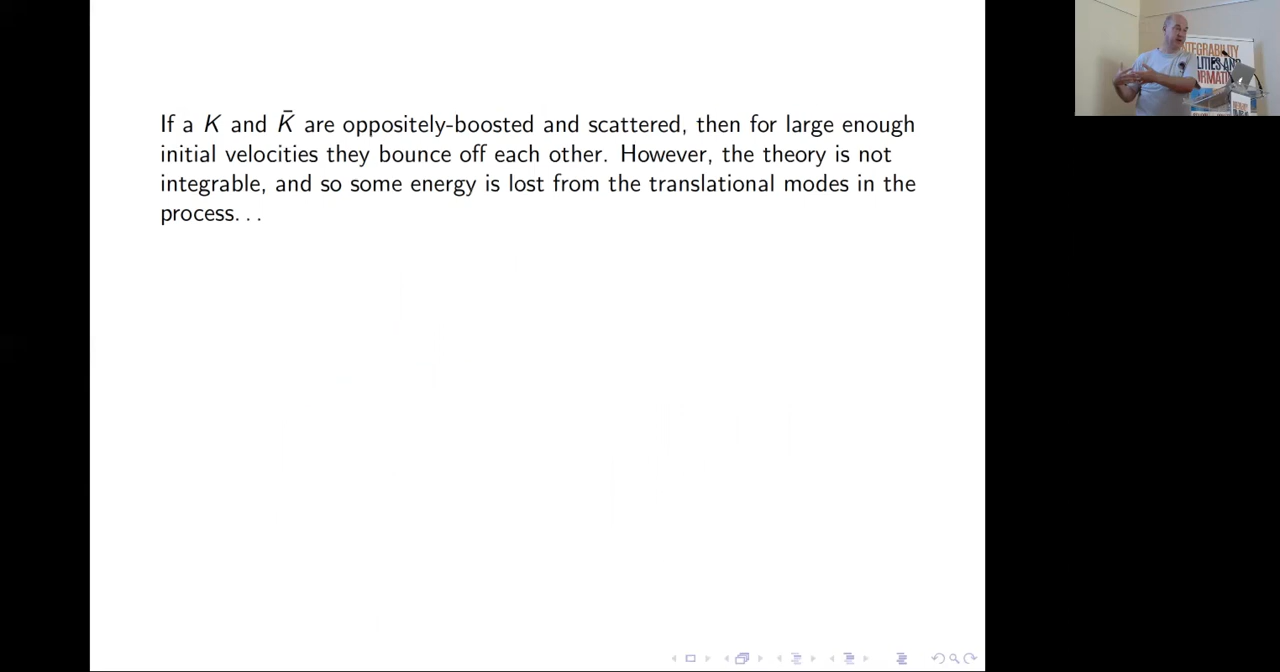 If a K and K̄ are oppositely-boosted and scattered, then for large enough
initial velocities they bounce off each other. However, the theory is not
integrable, and so some energy is lost from the translational modes in the
process...